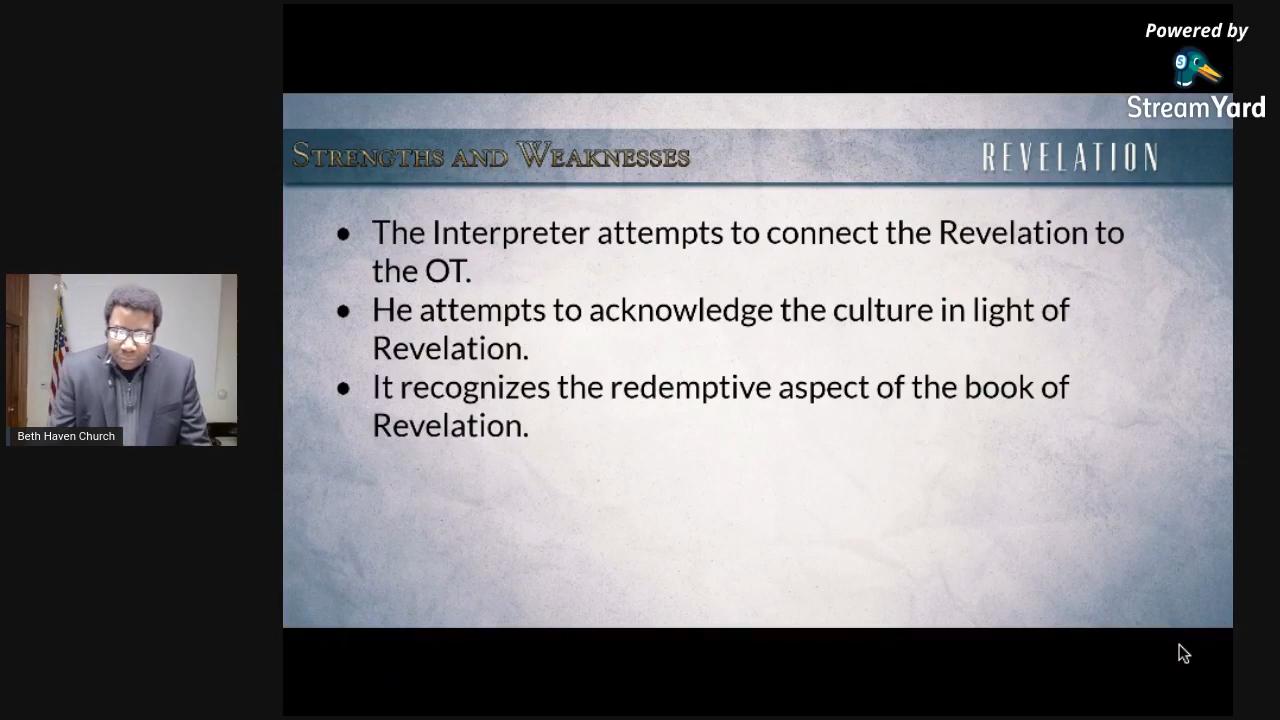 Powered by
StreamYard
STRENGTHS AND WEAKNESSES
REVELATION
• The Interpreter attempts to connect the Revelation to
the OT.
• He attempts to acknowledge the culture in light of
Revelation.
• It recognizes the redemptive aspect of the book of
Revelation.
Beth Haven Church